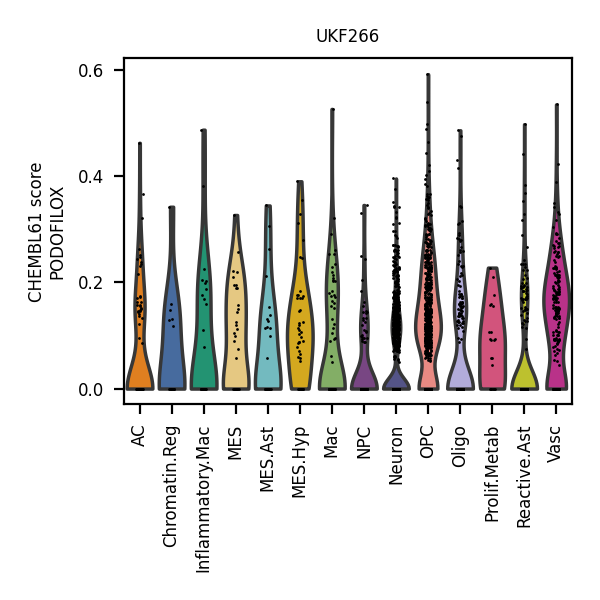 UKF266
CHEMBL61 score
PODOFILOX
0.6
0.4
0.2
0.0
AC
Chromatin.Reg
Inflammatory.Mac
MES
MES.Ast
MES.Hyp
Mac
NPC
Neuron
OPC
Oligo
Prolif.Metab
Reactive.Ast
Vasc